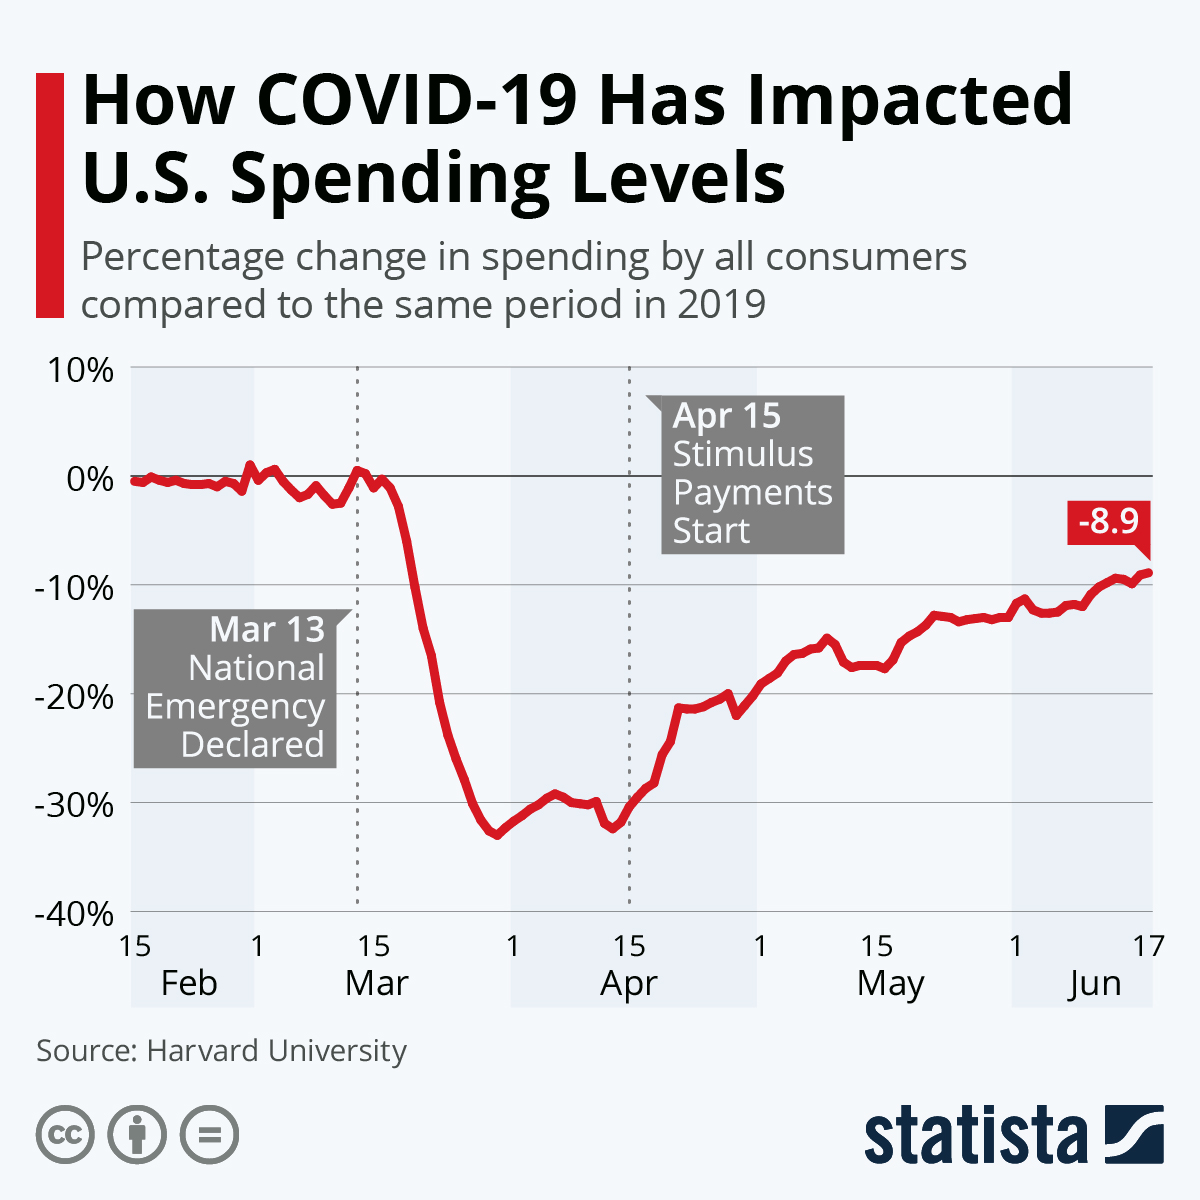 How COVID-19 Has Impacted
U.S. Spending Levels
Percentage change in spending by all consumers
compared to the same period in 2019
10%
0%
-10%
-20%
-30%
-40%
Mar 13
National
Emergency
Declared
Apr 15
Stimulus
Payments
Start
-8.9
15 1 15 1 15 1 15 1 17
Feb Mar Apr May Jun
Source: Harvard University
cc
statista